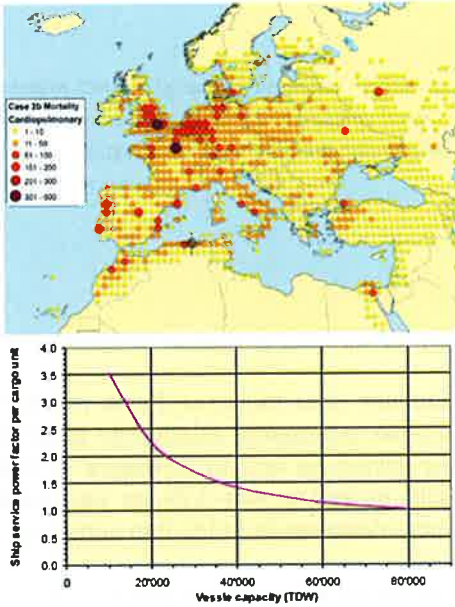 Case 2b Mortality
Cardiopulmonary
1 - 10
11 - 50
51 - 100
101 - 200
201 - 300
301 - 600
Ship service power factor per cargo unit
4.0
3.5
3.0
2.5
2.0
1.5
1.0
0.5
0.0
0
20'000
40'000
60'000
80'000
Vessle capacity (TDW)